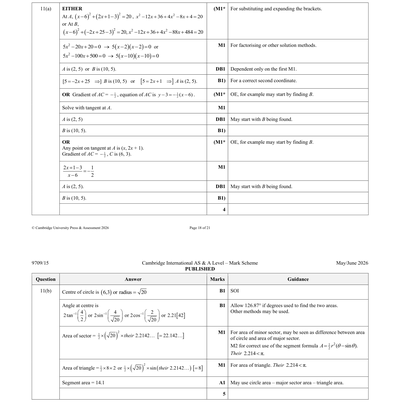 11(a) EITHER
At A, (x−6)² + (2x+1−3)² = 20, x²−12x+36+4x²−8x+4=20 (M1* For substituting and expanding the brackets.
or At B,
(x−6)² + (−2x+25−3)² = 20, x²−12x+36+4x²−88x+484=20
5x²−20x+20=0 → 5(x−2)(x−2)=0 or M1 For factorising or other solution methods.
5x²−100x+500=0 → 5(x−10)(x−10)=0
A is (2, 5) or B is (10, 5). DB1 Dependent only on the first M1.
B is (10, 5) or A is (2, 5). B1) For a correct second coordinate.
OR Gradient of AC = −½, equation of AC is y−3=−½(x−6). (M1* OE, for example may start by finding B.
Solve with tangent at A. M1
A is (2, 5) DB1 May start with B being found.
B is (10, 5). B1)
OR (M1* OE, for example may start by finding B.
Any point on tangent at A is (x, 2x + 1).
Gradient of AC = −½, C is (6, 3).
(2x+1−3)/(x−6) = −1/2 M1
A is (2, 5). DB1 May start with B being found.
B is (10, 5). B1)
4
© Cambridge University Press & Assessment 2026 Page 18 of 21
9709/15 Cambridge International AS & A Level – Mark Scheme May/June 2026
PUBLISHED
Question Answer Marks Guidance
11(b) Centre of circle is (6,3) or radius = √20 B1 SOI
Angle at centre is B1 Allow 126.87° if degrees used to find the two areas.
2tan⁻¹(4/2) or 2sin⁻¹(4/√20) or 2cos⁻¹(2/√20) or 2.21[42] Other methods may be used.
Area of sector = ½(√20)² × their 2.2142... [= 22.142...] M1 For area of minor sector, may be seen as difference between area
of circle and area of major sector.
M2 for correct use of the segment formula A = ½r²(θ − sinθ).
Their 2.214 < π.
Area of triangle = ½×8×2 or ½×(√20)² × sin(their 2.2142...) [= 8] M1 For area of triangle. Their 2.214 < π.
Segment area = 14.1 A1 May use circle area – major sector area – triangle area.
5